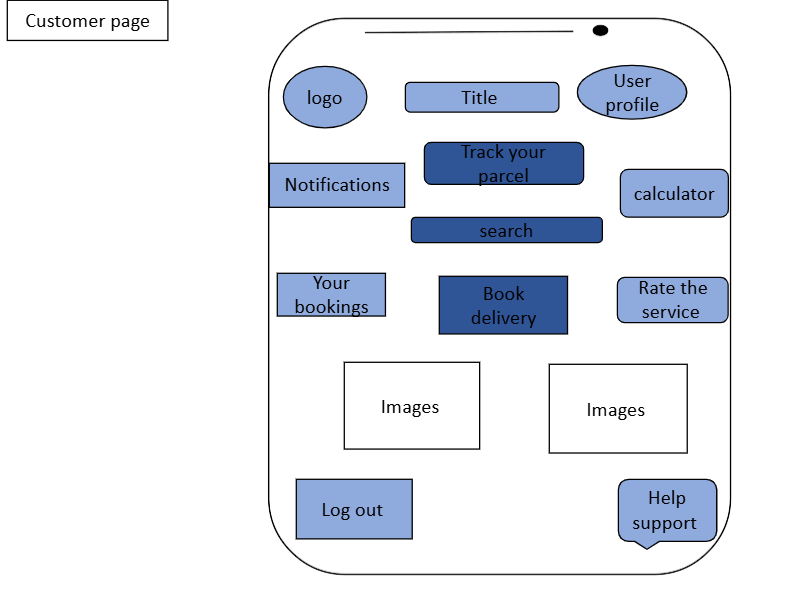 Customer page
logo
Title
User
profile
Track your
parcel
Notifications
calculator
search
Your
bookings
Book
delivery
Rate the
service
Images
Images
Log out
Help
support